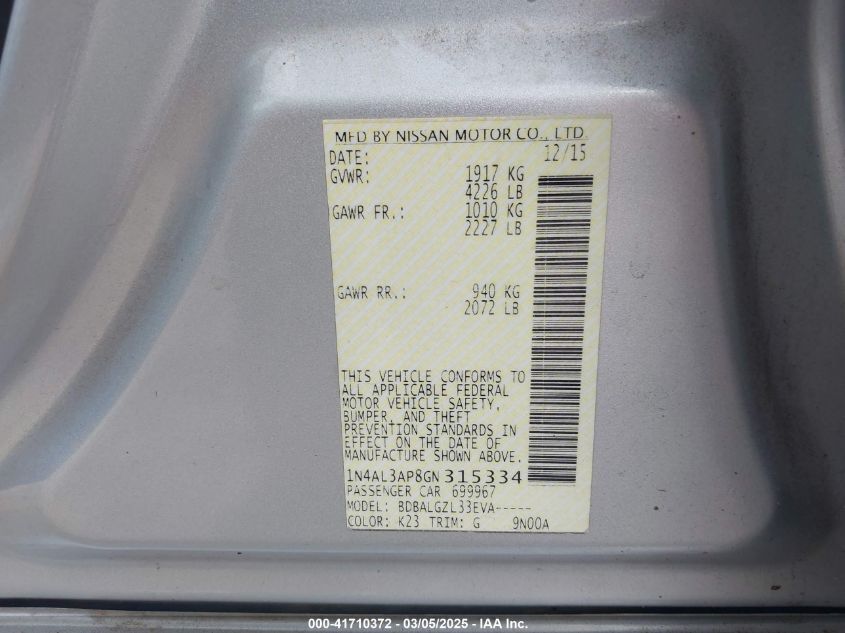 MFD BY NISSAN MOTOR CO., LTD.
DATE: 12/15
GVWR: 1917 KG
4226 LB
GAWR FR.: 1010 KG
2227 LB
GAWR RR.: 940 KG
2072 LB
THIS VEHICLE CONFORMS TO
ALL APPLICABLE FEDERAL
MOTOR VEHICLE SAFETY,
BUMPER, AND THEFT
PREVENTION STANDARDS IN
EFFECT ON THE DATE OF
MANUFACTURE SHOWN ABOVE.
1N4AL3AP8GN315334
PASSENGER CAR 699967
MODEL: BDBALGZL33EVA-----
COLOR: K23 TRIM: G 9N00A
000-41710372 - 03/05/2025 - IAA Inc.